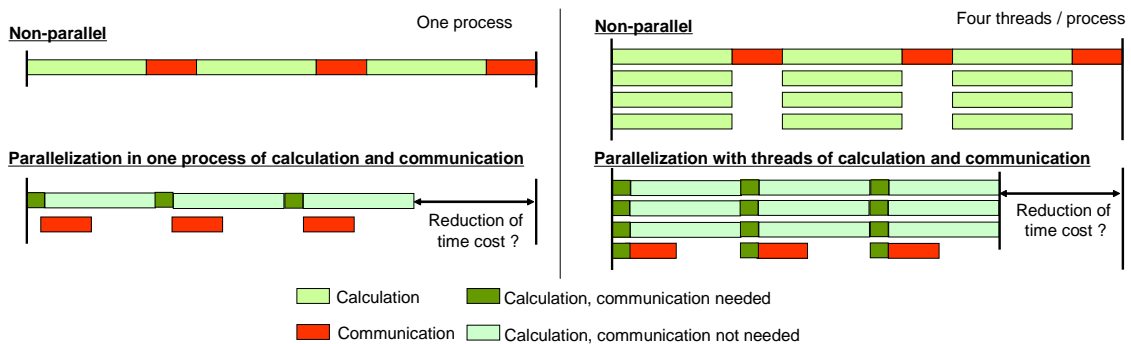 One process
Non-parallel
Parallelization in one process of calculation and communication
Reduction of
time cost ?
Four threads / process
Non-parallel
Parallelization with threads of calculation and communication
Reduction of
time cost ?
Calculation
Calculation, communication needed
Communication
Calculation, communication not needed